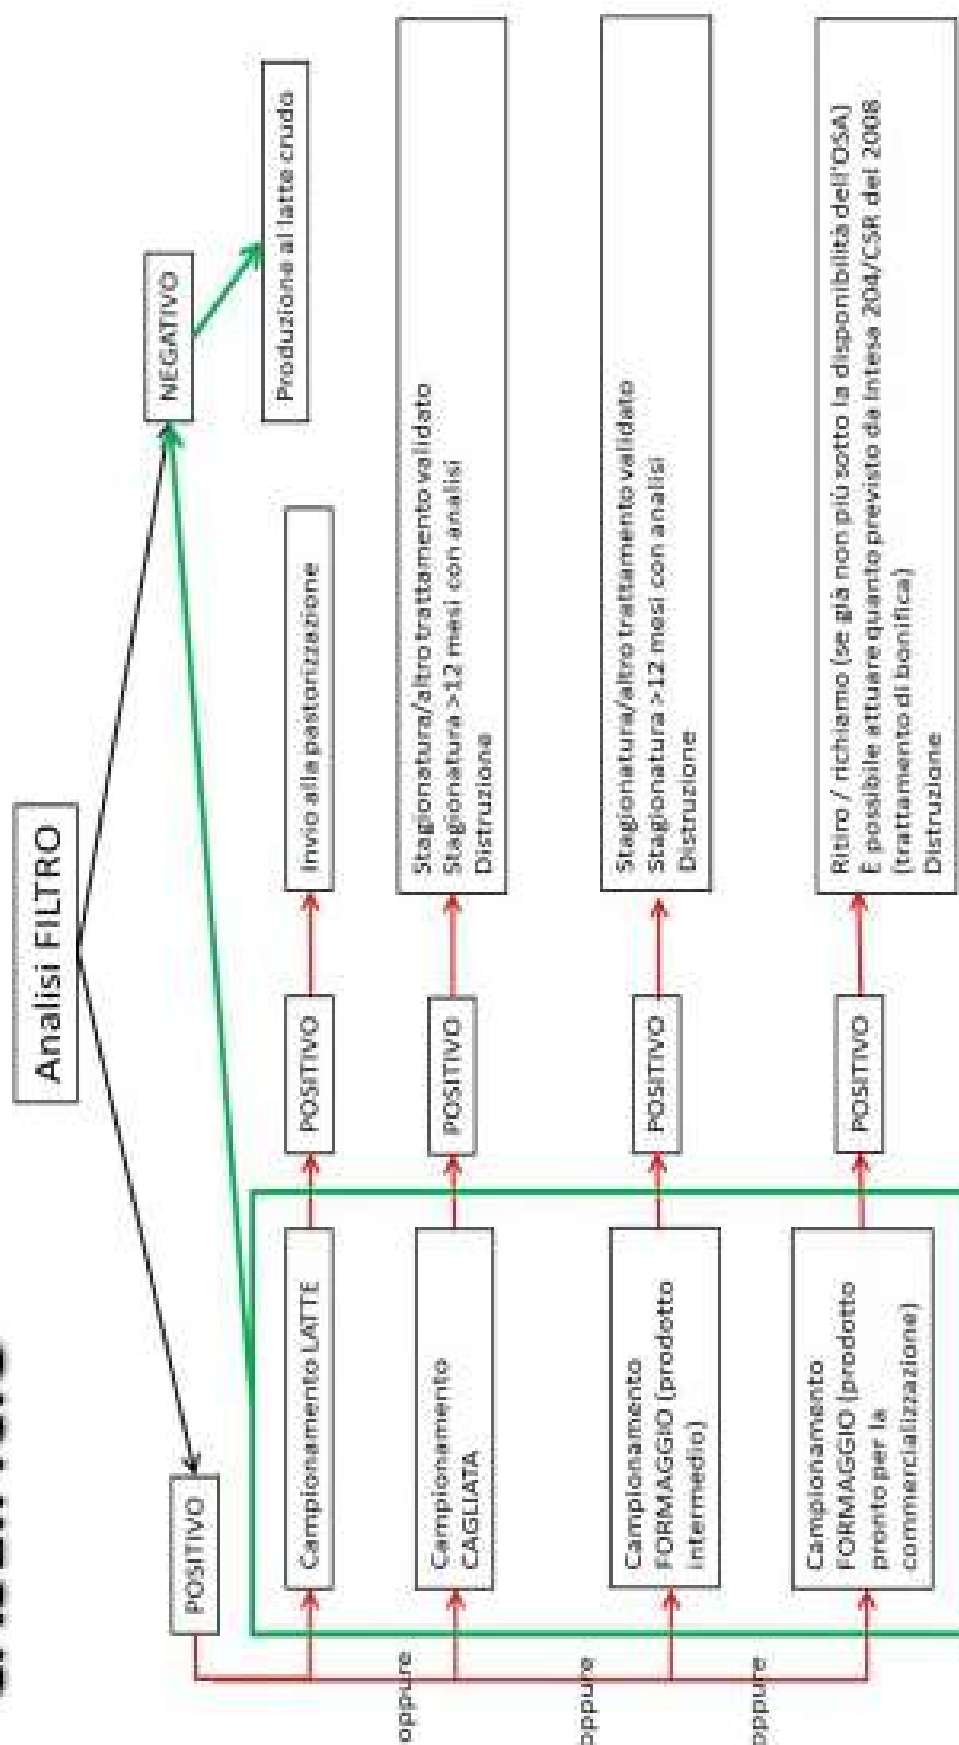 Analisi FILTRO
POSITIVO
NEGATIVO
Produzione al latte crudo
Campionamento LATTE
POSITIVO
Invio alla pastorizzazione
oppure
Campionamento
CAGLIATA
POSITIVO
Stagionatura/altro trattamento validato
Stagionatura >12 mesi con analisi
Distruzione
oppure
Campionamento
FORMAGGIO (prodotto
intermedio)
POSITIVO
Stagionatura/altro trattamento validato
Stagionatura >12 mesi con analisi
Distruzione
oppure
Campionamento
FORMAGGIO (prodotto
pronto per la
commercializzazione)
POSITIVO
Ritiro / richiamo (se già non più sotto la disponibilità dell'OSA)
È possibile attuare quanto previsto da Intesa 204/CSR del 2008
(trattamento di bonifica)
Distruzione